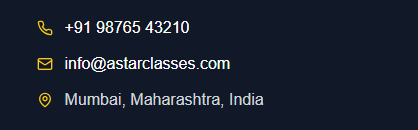 +91 98765 43210
info@astarclasses.com
Mumbai, Maharashtra, India